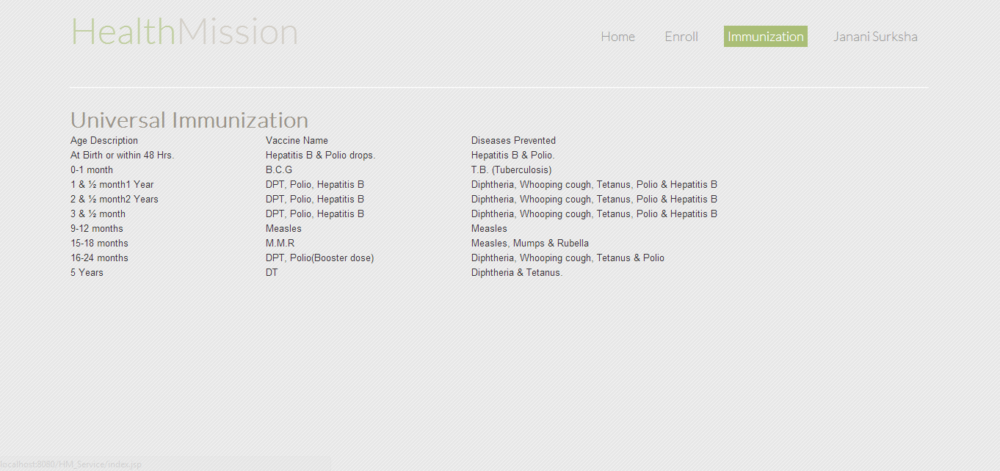 HealthMission
Home Enroll Immunization Janani Surksha
Universal Immunization
Age Description Vaccine Name Diseases Prevented
At Birth or within 48 Hrs. Hepatitis B & Polio drops. Hepatitis B & Polio.
0-1 month B.C.G T.B. (Tuberculosis)
1 & ½ month1 Year DPT, Polio, Hepatitis B Diphtheria, Whooping cough, Tetanus, Polio & Hepatitis B
2 & ½ month2 Years DPT, Polio, Hepatitis B Diphtheria, Whooping cough, Tetanus, Polio & Hepatitis B
3 & ½ month DPT, Polio, Hepatitis B Diphtheria, Whooping cough, Tetanus, Polio & Hepatitis B
9-12 months Measles Measles
15-18 months M.M.R Measles, Mumps & Rubella
16-24 months DPT, Polio(Booster dose) Diphtheria, Whooping cough, Tetanus & Polio
5 Years DT Diphtheria & Tetanus.
localhost:8080/HM_Service/index.jsp